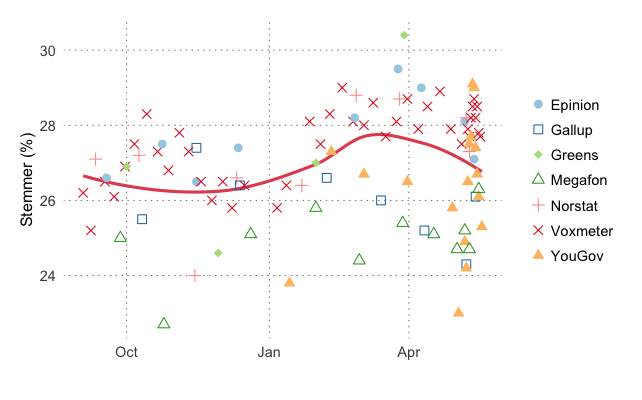 Stemmer (%)
30
28
26
24
Oct
Jan
Apr
Epinion
Gallup
Greens
Megafon
Norstat
Voxmeter
YouGov